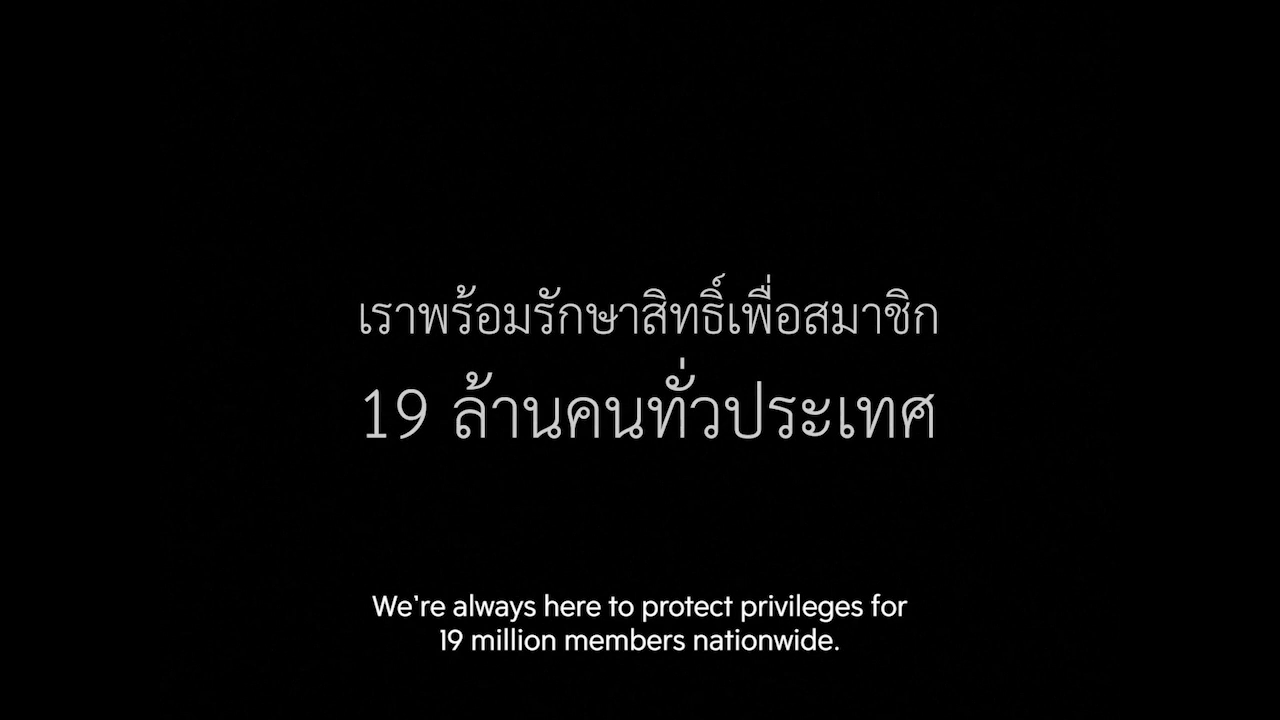 เราพร้อมรักษาสิทธิ์เพื่อสมาชิก
19 ล้านคนทั่วประเทศ
We're always here to protect privileges for
19 million members nationwide.